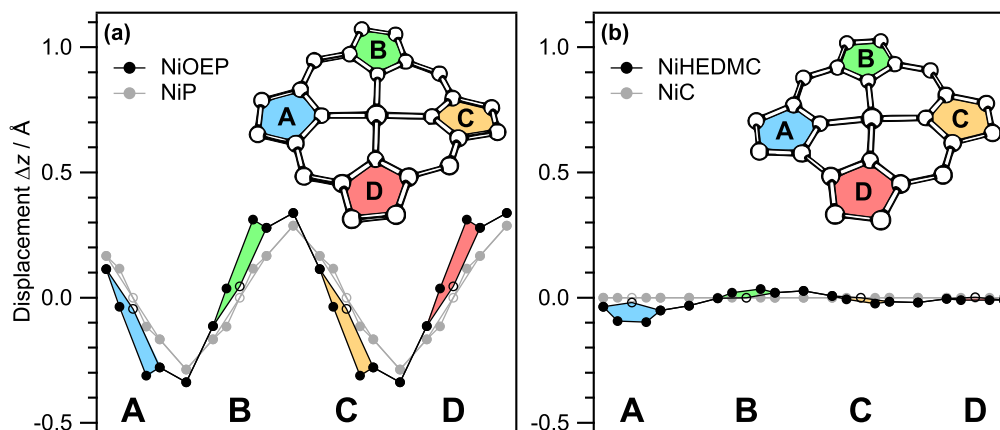 (a)
NiOEP
NiP
A
B
C
D
1.0
0.5
0.0
-0.5
Displacement Δz / Å
A B C D
(b)
NiHEDMC
NiC
A
B
C
D
1.0
0.5
0.0
-0.5
A B C D